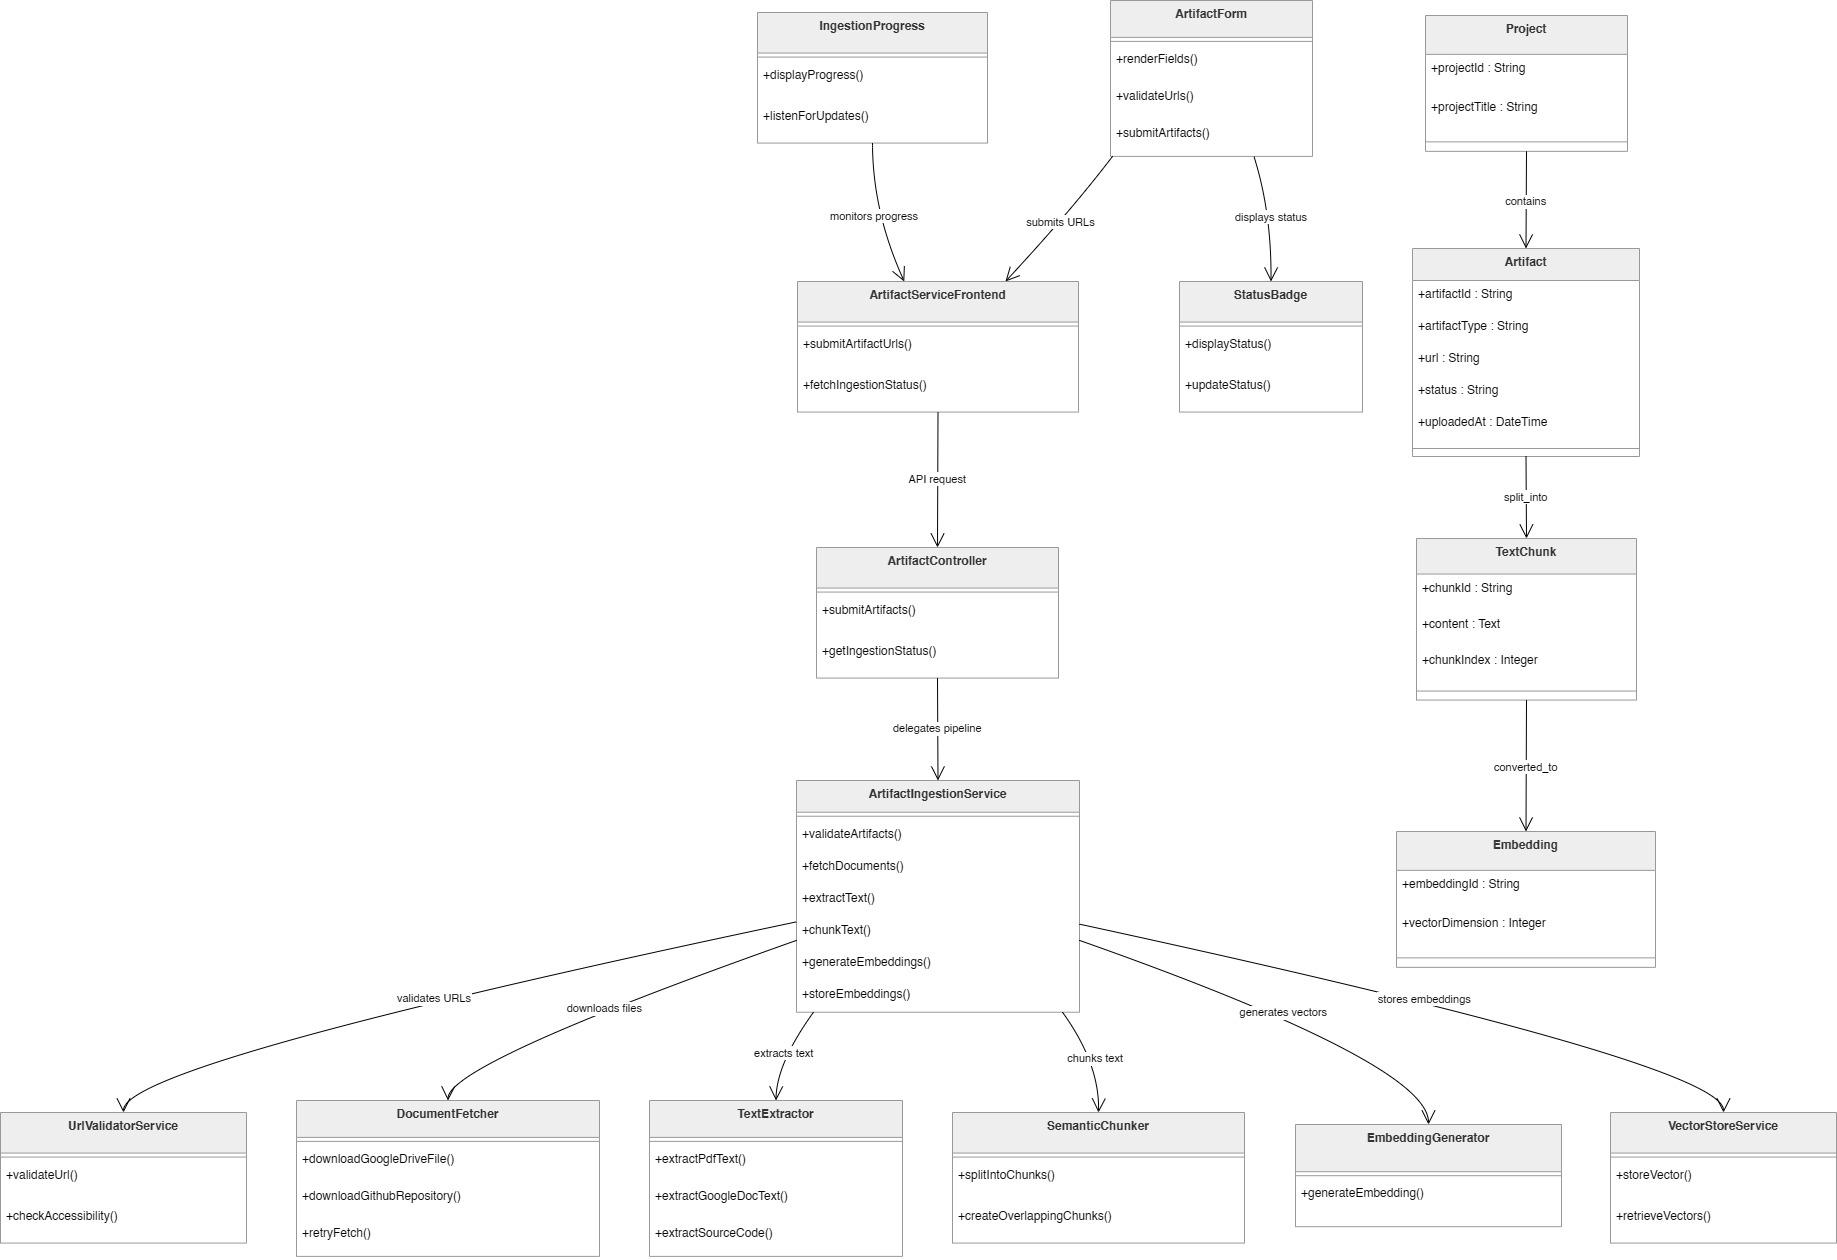 IngestionProgress
+displayProgress()
+listenForUpdates()
ArtifactForm
+renderFields()
+validateUrls()
+submitArtifacts()
Project
+projectId : String
+projectTitle : String
monitors progress
submits URLs
displays status
contains
ArtifactServiceFrontend
+submitArtifactUrls()
+fetchIngestionStatus()
StatusBadge
+displayStatus()
+updateStatus()
Artifact
+artifactId : String
+artifactType : String
+url : String
+status : String
+uploadedAt : DateTime
API request
split_into
ArtifactController
+submitArtifacts()
+getIngestionStatus()
TextChunk
+chunkId : String
+content : Text
+chunkIndex : Integer
delegates pipeline
converted_to
ArtifactIngestionService
+validateArtifacts()
+fetchDocuments()
+extractText()
+chunkText()
+generateEmbeddings()
+storeEmbeddings()
Embedding
+embeddingId : String
+vectorDimension : Integer
validates URLs
downloads files
extracts text
chunks text
generates vectors
stores embeddings
UrlValidatorService
+validateUrl()
+checkAccessibility()
DocumentFetcher
+downloadGoogleDriveFile()
+downloadGithubRepository()
+retryFetch()
TextExtractor
+extractPdfText()
+extractGoogleDocText()
+extractSourceCode()
SemanticChunker
+splitIntoChunks()
+createOverlappingChunks()
EmbeddingGenerator
+generateEmbedding()
VectorStoreService
+storeVector()
+retrieveVectors()